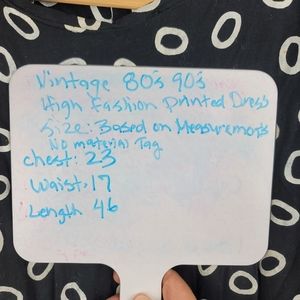 Vintage 80's 90's
High Fashion Printed Dress
Size: Based on Measurements
No material Tag
Chest: 23
Waist: 17
Length 46